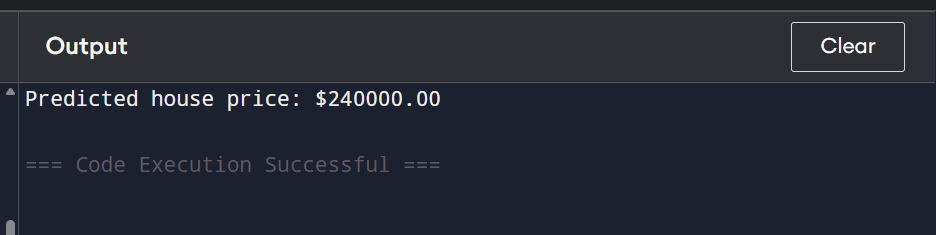 Output
Clear
Predicted house price: $240000.00
=== Code Execution Successful ===